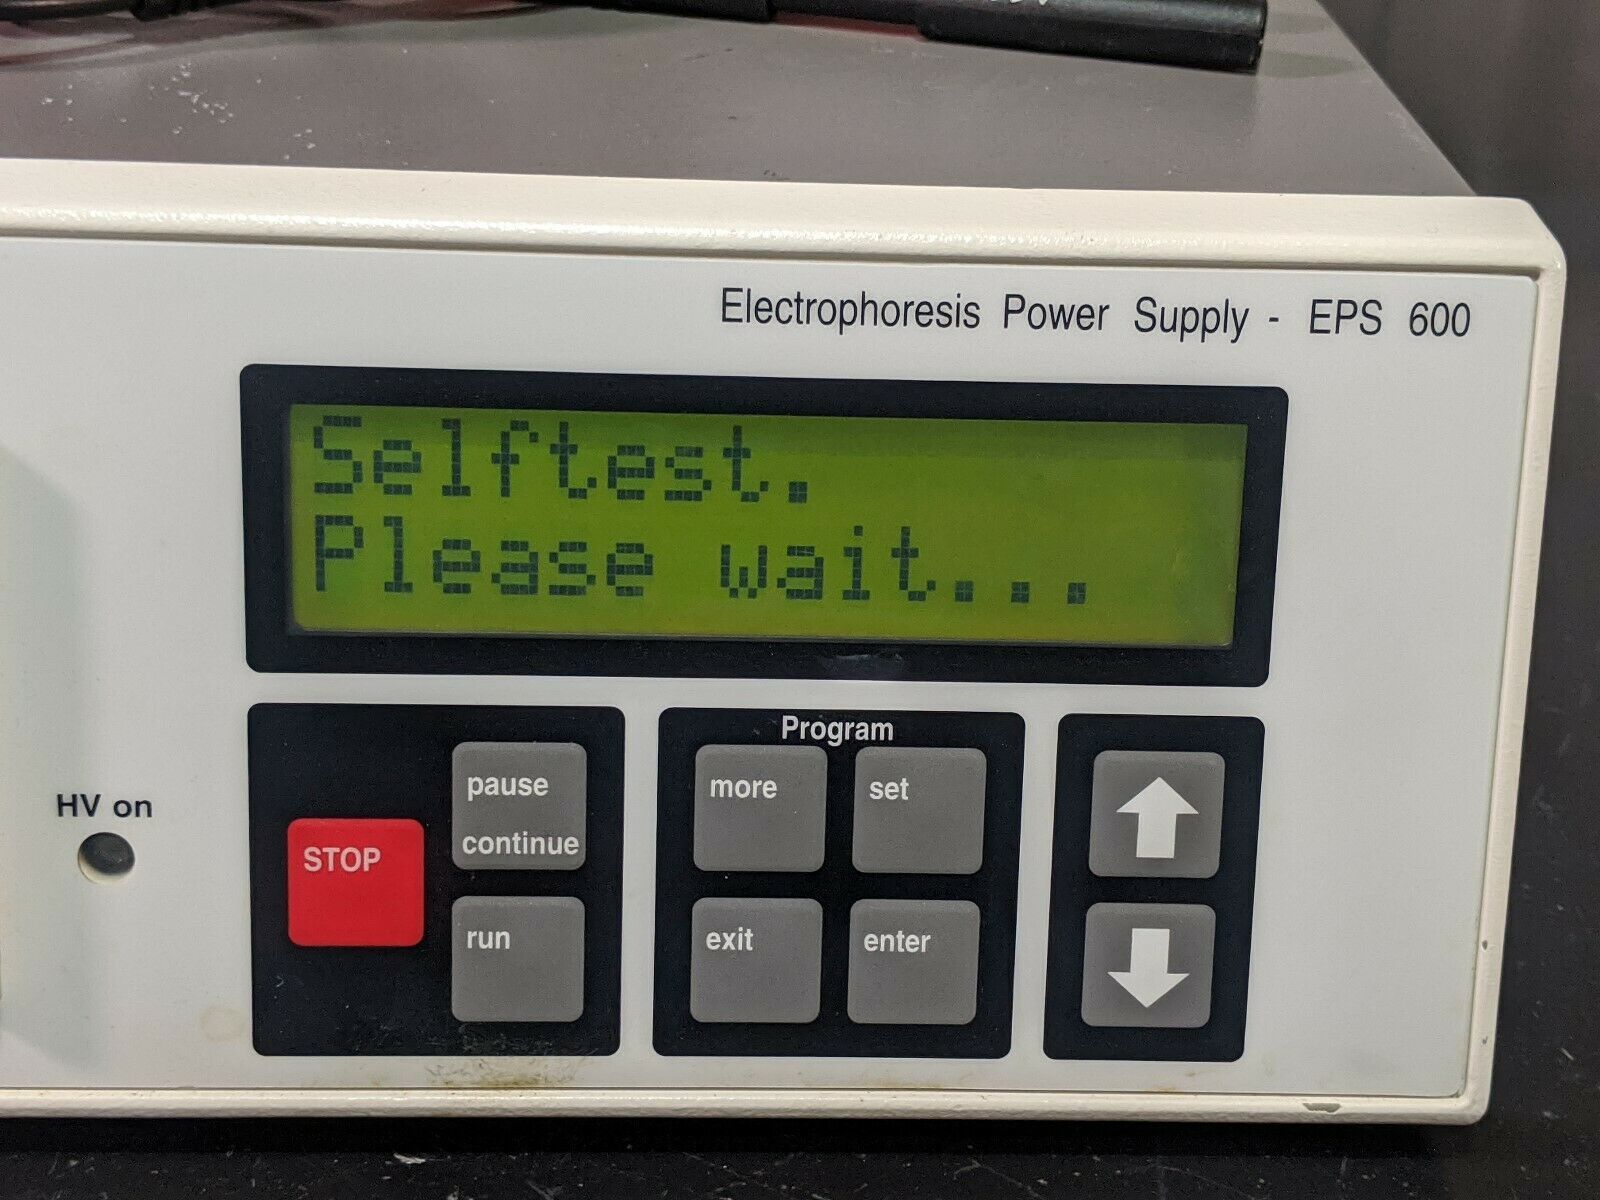 Electrophoresis Power Supply - EPS 600
Selftest.
Please wait...
HV on
STOP
pause
continue
run
Program
more
set
exit
enter